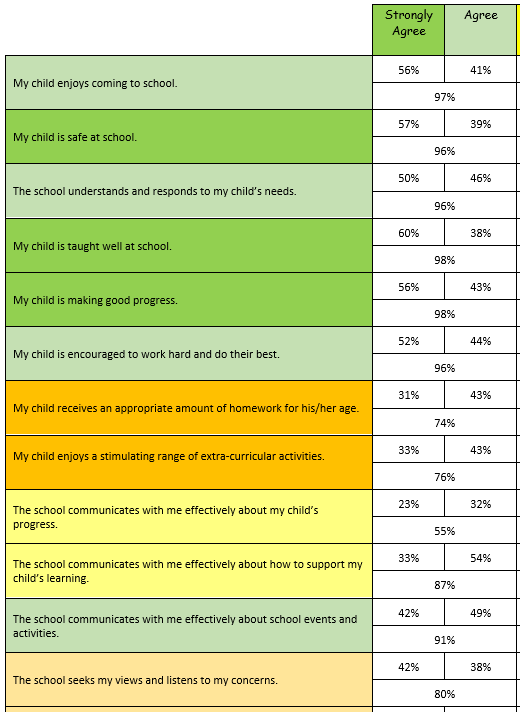 Strongly Agree
Agree
My child enjoys coming to school.
56%
41%
97%
My child is safe at school.
57%
39%
96%
The school understands and responds to my child's needs.
50%
46%
96%
My child is taught well at school.
60%
38%
98%
My child is making good progress.
56%
43%
98%
My child is encouraged to work hard and do their best.
52%
44%
96%
My child receives an appropriate amount of homework for his/her age.
31%
43%
74%
My child enjoys a stimulating range of extra-curricular activities.
33%
43%
76%
The school communicates with me effectively about my child's
progress.
23%
32%
55%
The school communicates with me effectively about how to support my
child's learning.
33%
54%
87%
The school communicates with me effectively about school events and
activities.
42%
49%
91%
The school seeks my views and listens to my concerns.
42%
38%
80%